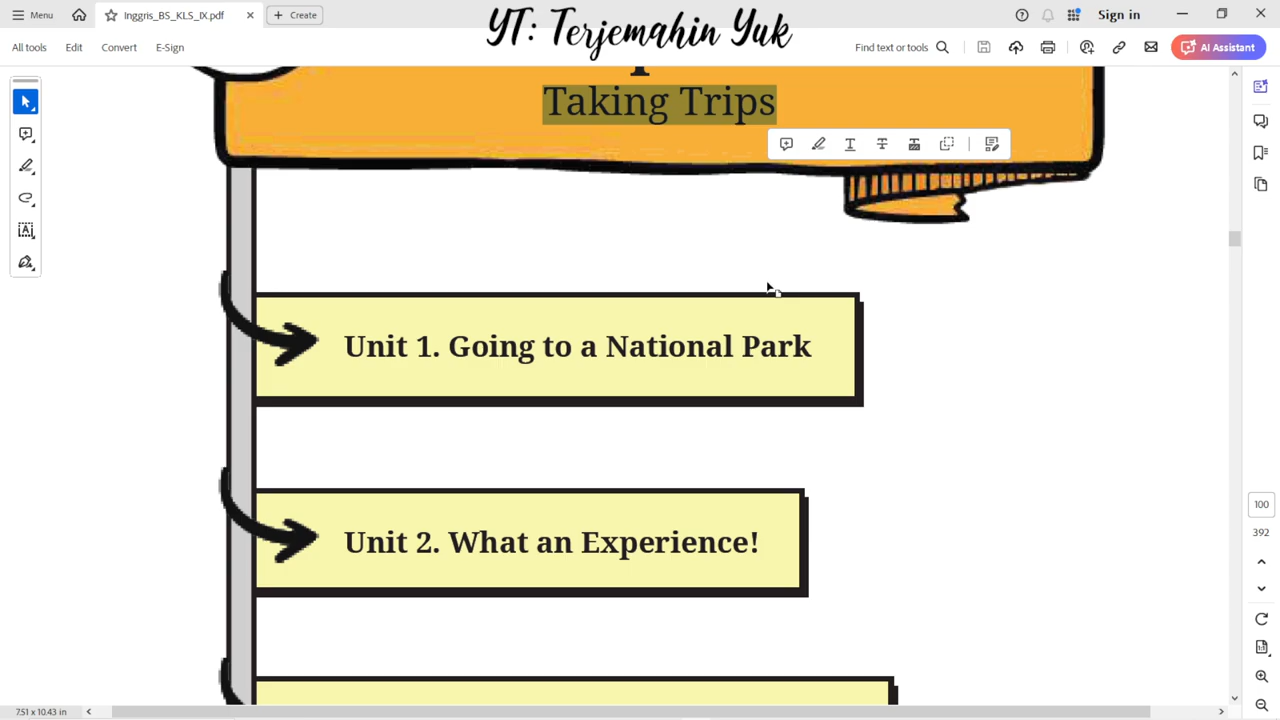 Menu
Inggris_BS_KLS_IX.pdf
Create
YT: Terjemahin Yuk
Sign in
All tools
Edit
Convert
E-Sign
Find text or tools
AI Assistant
Taking Trips
Unit 1. Going to a National Park
Unit 2. What an Experience!
100
392
7.51 x 10.43 in